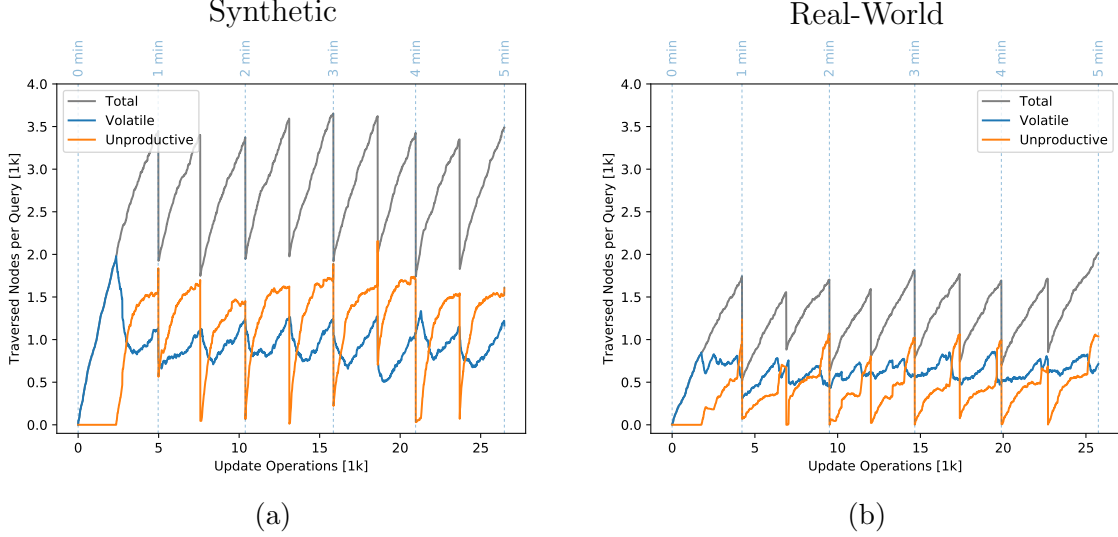 Synthetic
0 min
1 min
2 min
3 min
4 min
5 min
4.0
3.5
3.0
2.5
2.0
1.5
1.0
0.5
0.0
Traversed Nodes per Query [1k]
Total
Volatile
Unproductive
0
5
10
15
20
25
Update Operations [1k]
(a)
Real-World
0 min
1 min
2 min
3 min
4 min
5 min
4.0
3.5
3.0
2.5
2.0
1.5
1.0
0.5
0.0
Traversed Nodes per Query [1k]
Total
Volatile
Unproductive
0
5
10
15
20
25
Update Operations [1k]
(b)